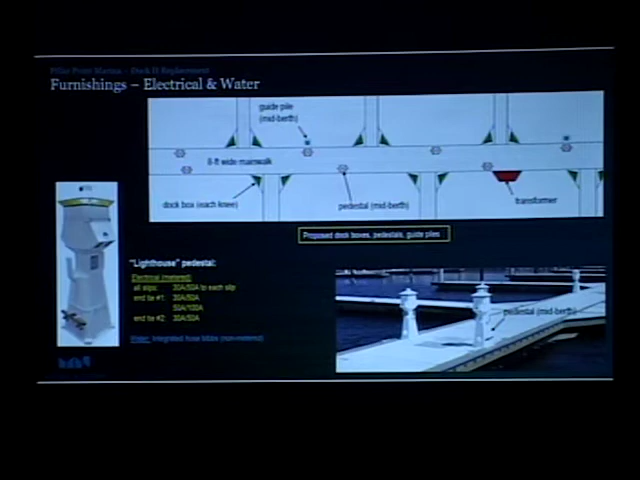 Pillar Point Marina – Dock H Replacement
Furnishings – Electrical & Water
guide pile
(mid-berth)
8-ft wide mainwalk
dock box (each knee)
pedestal (mid-berth)
transformer
Proposed dock boxes, pedestals, guide piles
"Lighthouse" pedestal:
Electrical (metered)
all slips: 30A/50A to each slip
end tie #1: 30A/50A
50A/100A
end tie #2: 30A/50A
Water: Integrated hose bibbs (non-metered)
pedestal (mid-berth)